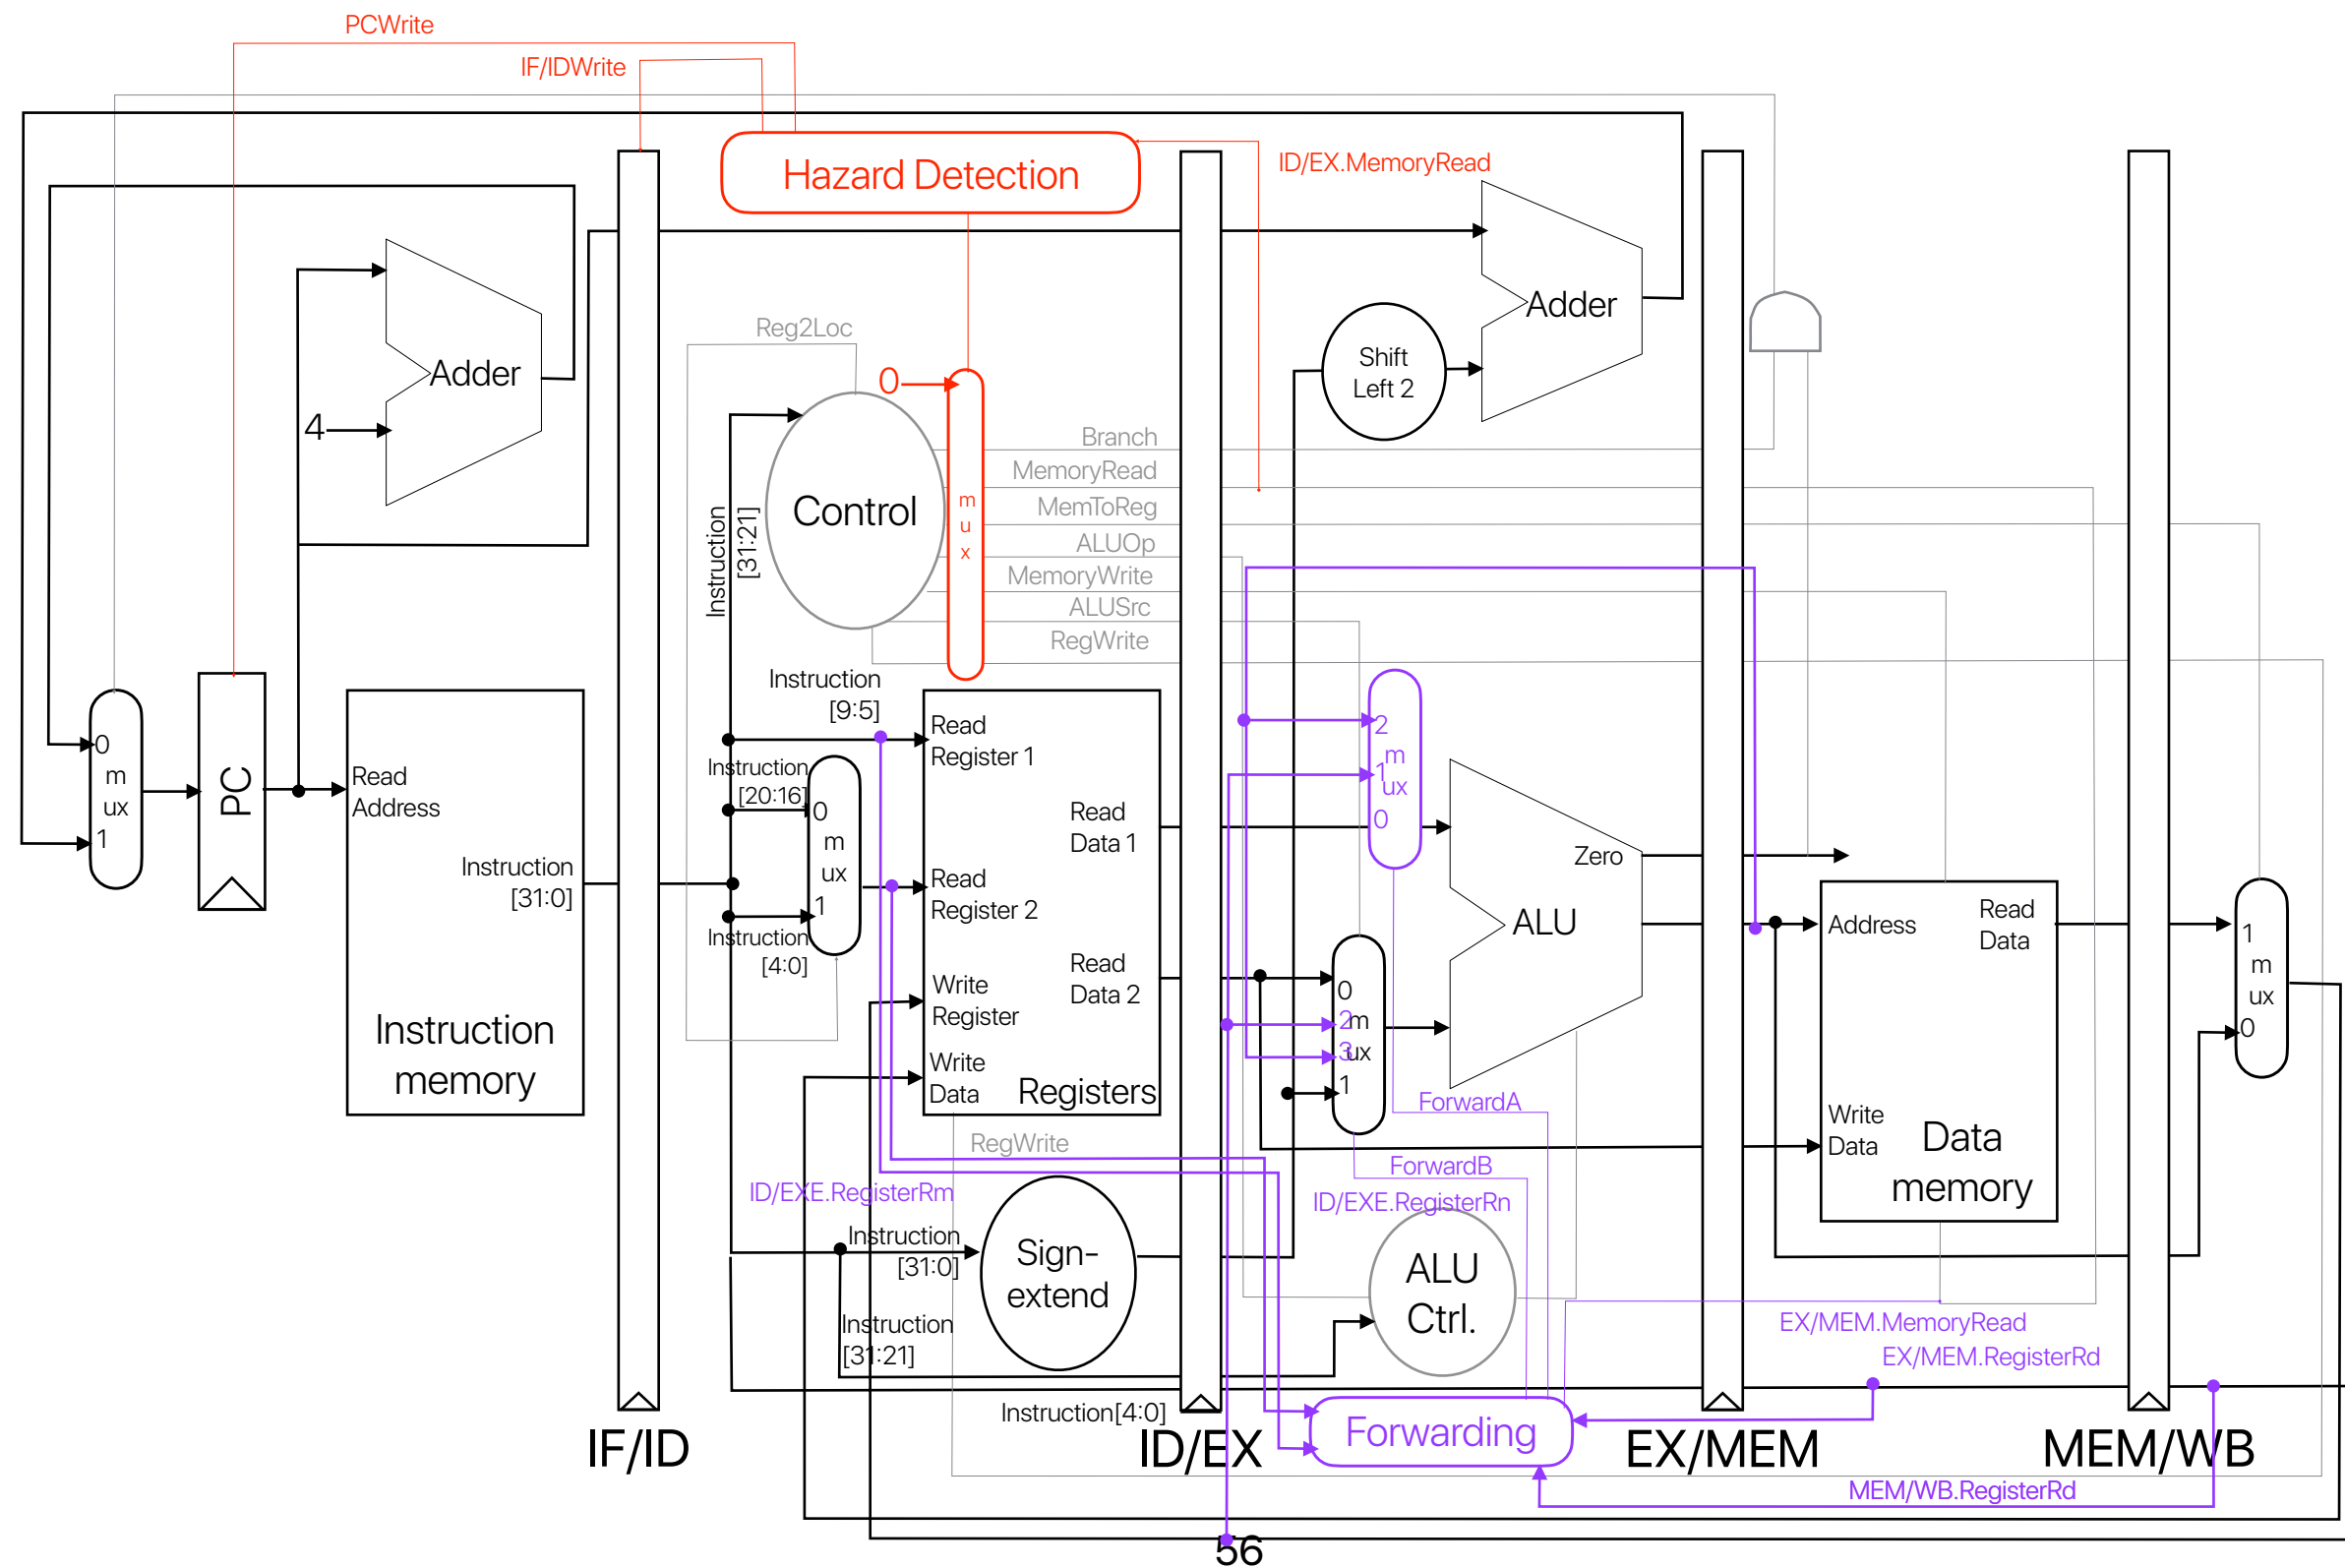 PCWrite
IF/IDWrite
Hazard Detection
ID/EX.MemoryRead
Adder
4
Adder
Shift
Left 2
Reg2Loc
0
Control
m
u
x
Branch
MemoryRead
MemToReg
ALUOp
MemoryWrite
ALUSrc
RegWrite
Instruction
[31:21]
0
m
ux
1
PC
Read
Address
Instruction
[31:0]
Instruction
memory
Instruction
[9:5]
Instruction
[20:16]
0
m
ux
1
Instruction
[4:0]
Read
Register 1
Read
Data 1
Read
Register 2
Read
Data 2
Write
Register
Write
Data
Registers
RegWrite
2
m
1
ux
0
0
2
m
3
ux
1
Zero
ALU
Address
Read
Data
Write
Data
Data
memory
1
m
ux
0
ForwardA
ForwardB
ID/EXE.RegisterRm
ID/EXE.RegisterRn
Instruction
[31:0]
Sign-
extend
Instruction
[31:21]
ALU
Ctrl.
EX/MEM.MemoryRead
EX/MEM.RegisterRd
Instruction[4:0]
Forwarding
IF/ID
ID/EX
EX/MEM
MEM/WB
MEM/WB.RegisterRd
56